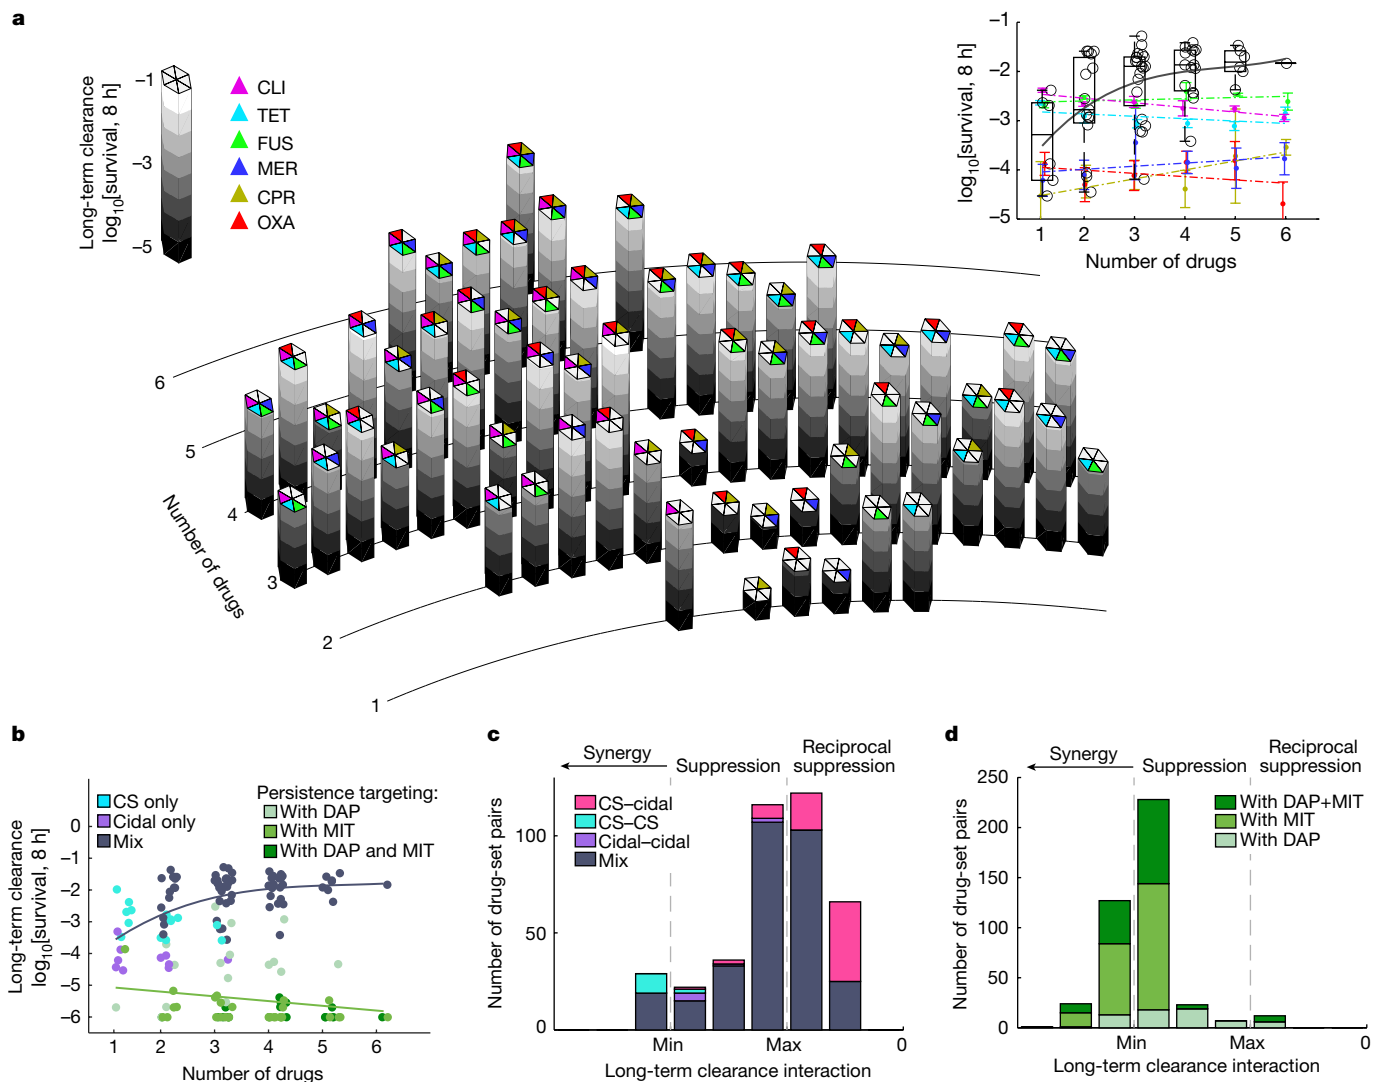 a
Long-term clearance
log10[survival, 8 h]
−1
−3
−5
CLI
TET
FUS
MER
CPR
OXA
log10[survival, 8 h]
−1
−2
−3
−4
−5
1 2 3 4 5 6
Number of drugs
6
5
4
3
2
1
Number of drugs
b
Long-term clearance
log10[survival, 8 h]
CS only
Cidal only
Mix
Persistence targeting:
With DAP
With MIT
With DAP and MIT
0
−1
−2
−3
−4
−5
−6
1 2 3 4 5 6
Number of drugs
c
Synergy
Suppression
Reciprocal
suppression
Number of drug-set pairs
CS–cidal
CS–CS
Cidal–cidal
Mix
100
50
0
Min Max 0
Long-term clearance interaction
d
Synergy
Suppression
Reciprocal
suppression
Number of drug-set pairs
With DAP+MIT
With MIT
With DAP
250
200
150
100
50
0
Min Max 0
Long-term clearance interaction